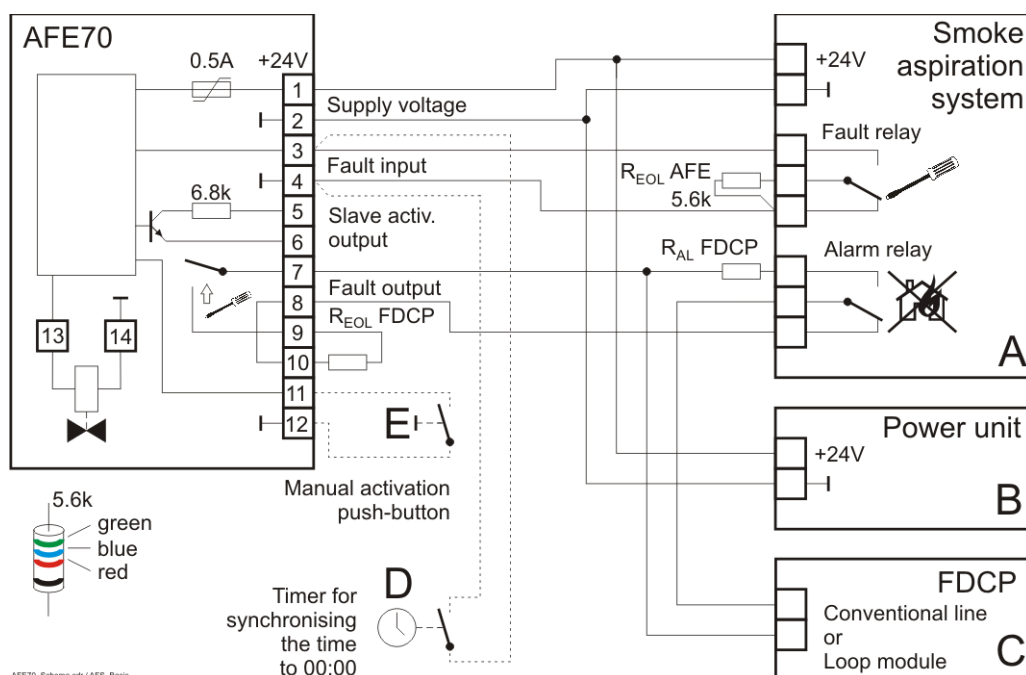 AFE70
0.5A
+24V
1
2
3
4
5
6
7
8
9
10
11
12
13
14
6.8k
Supply voltage
Fault input
Slave activ.
output
Fault output
R_EOL FDCP
E
Manual activation
push-button
D
Timer for
synchronising
the time
to 00:00
5.6k
green
blue
red
Smoke
aspiration
system
+24V
Fault relay
R_EOL AFE
5.6k
R_AL FDCP
Alarm relay
A
Power unit
+24V
B
FDCP
Conventional line
or
Loop module
C